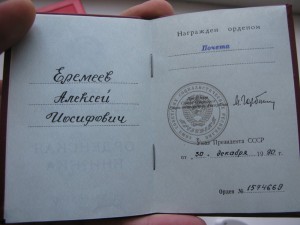 Еремеев
Алексей
Иосифович
Награжден орденом
Почета
Указ Президента СССР
от "30" декабря 1990 г.
Орден № 1574660